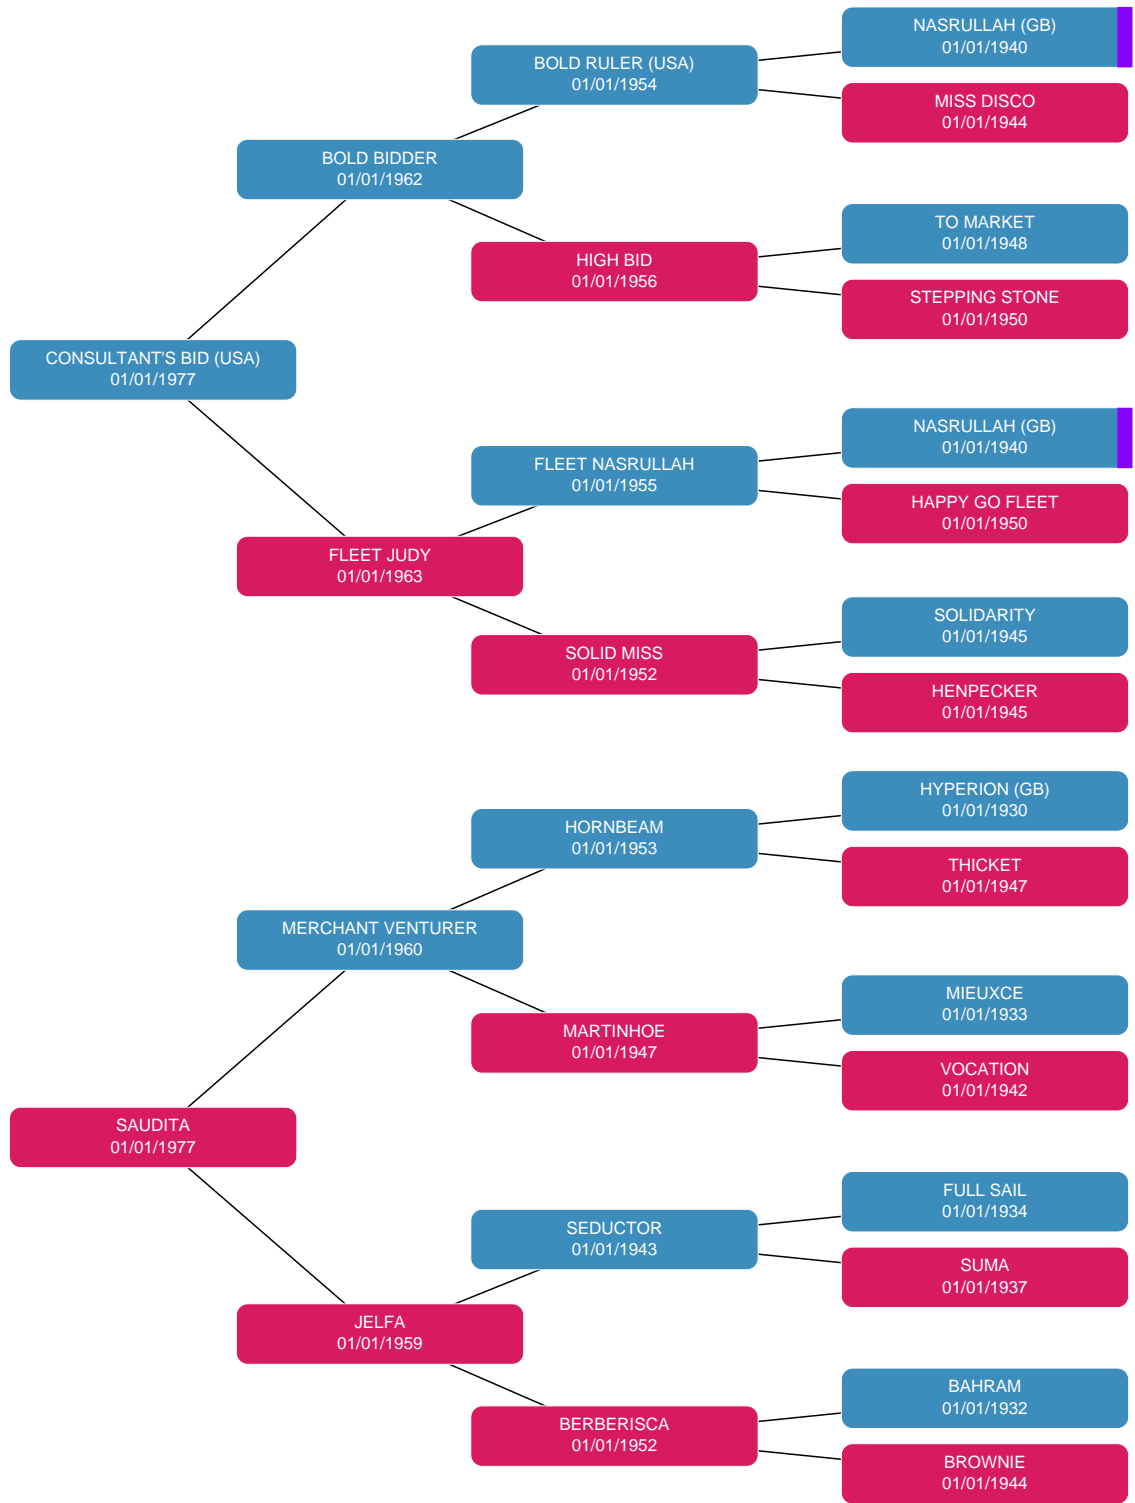 NASRULLAH (GB)
01/01/1940
BOLD RULER (USA)
01/01/1954
MISS DISCO
01/01/1944
BOLD BIDDER
01/01/1962
TO MARKET
01/01/1948
HIGH BID
01/01/1956
STEPPING STONE
01/01/1950
CONSULTANT'S BID (USA)
01/01/1977
NASRULLAH (GB)
01/01/1940
FLEET NASRULLAH
01/01/1955
HAPPY GO FLEET
01/01/1950
FLEET JUDY
01/01/1963
SOLIDARITY
01/01/1945
SOLID MISS
01/01/1952
HENPECKER
01/01/1945
HYPERION (GB)
01/01/1930
HORNBEAM
01/01/1953
THICKET
01/01/1947
MERCHANT VENTURER
01/01/1960
MIEUXCE
01/01/1933
MARTINHOE
01/01/1947
VOCATION
01/01/1942
SAUDITA
01/01/1977
FULL SAIL
01/01/1934
SEDUCTOR
01/01/1943
SUMA
01/01/1937
JELFA
01/01/1959
BAHRAM
01/01/1932
BERBERISCA
01/01/1952
BROWNIE
01/01/1944